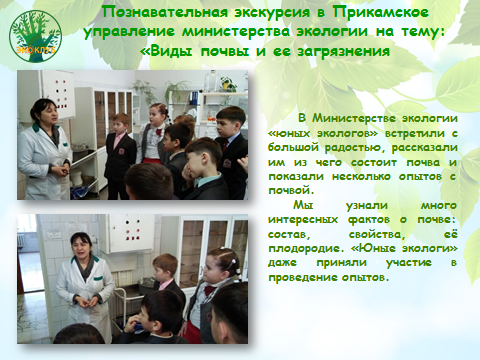 ЭКОКЛУБ
Познавательная экскурсия в Прикамское
управление министерства экологии на тему:
«Виды почвы и ее загрязнения
В Министерстве экологии
«юных экологов» встретили с
большой радостью, рассказали
им из чего состоит почва и
показали несколько опытов с
почвой.
Мы узнали много
интересных фактов о почве:
состав, свойства, её
плодородие. «Юные экологи»
даже приняли участие в
проведение опытов.